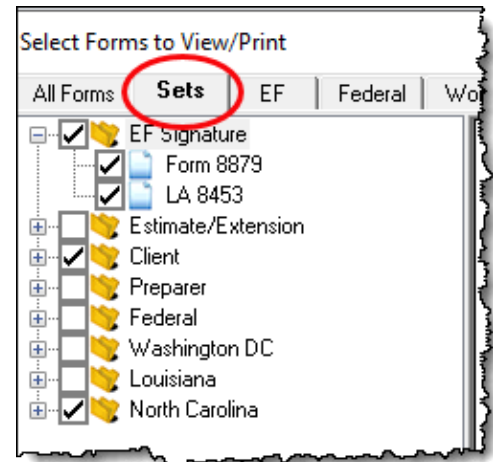 Select Forms to View/Print
All Forms Sets EF Federal Wo
EF Signature
Form 8879
LA 8453
Estimate/Extension
Client
Preparer
Federal
Washington DC
Louisiana
North Carolina